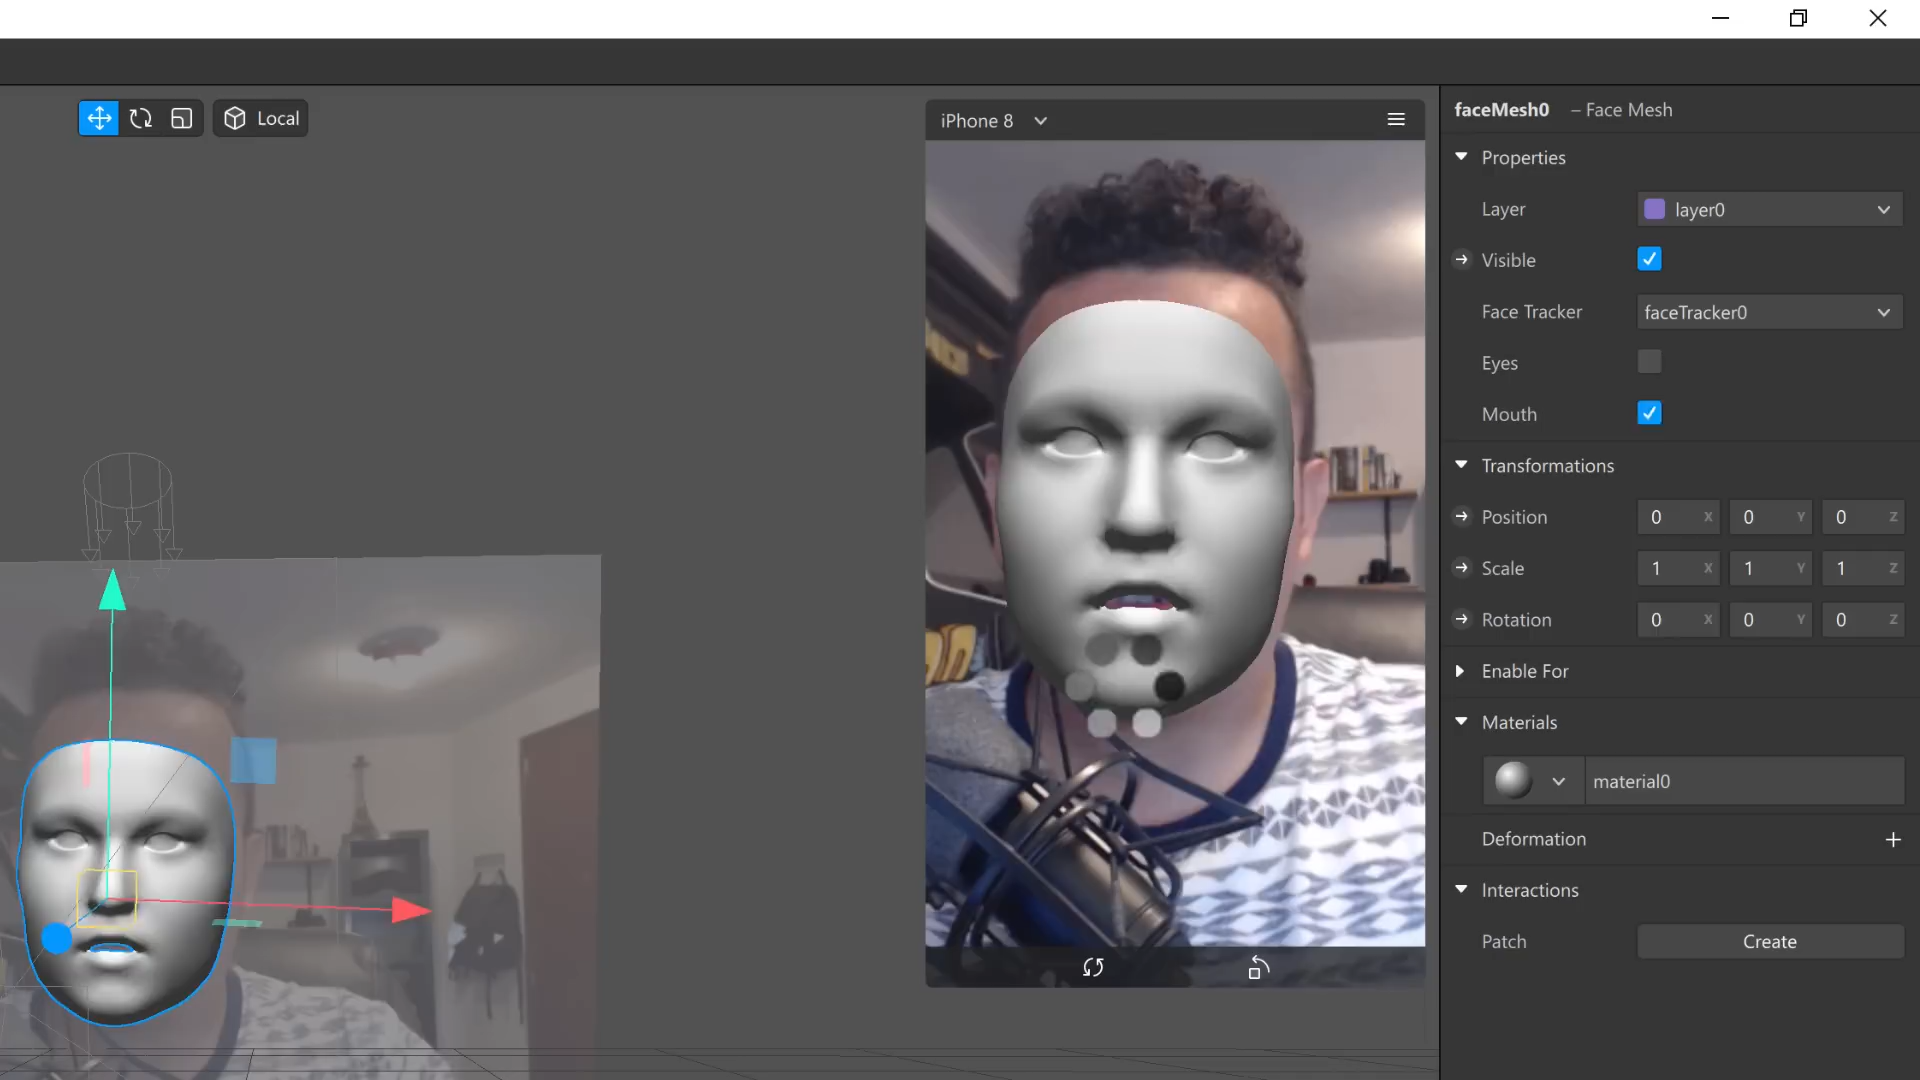 Local
iPhone 8
faceMesh0 – Face Mesh
Properties
Layer layer0
Visible
Face Tracker faceTracker0
Eyes
Mouth
Transformations
Position 0 X 0 Y 0 Z
Scale 1 X 1 Y 1 Z
Rotation 0 X 0 Y 0 Z
Enable For
Materials
material0
Deformation
Interactions
Patch Create